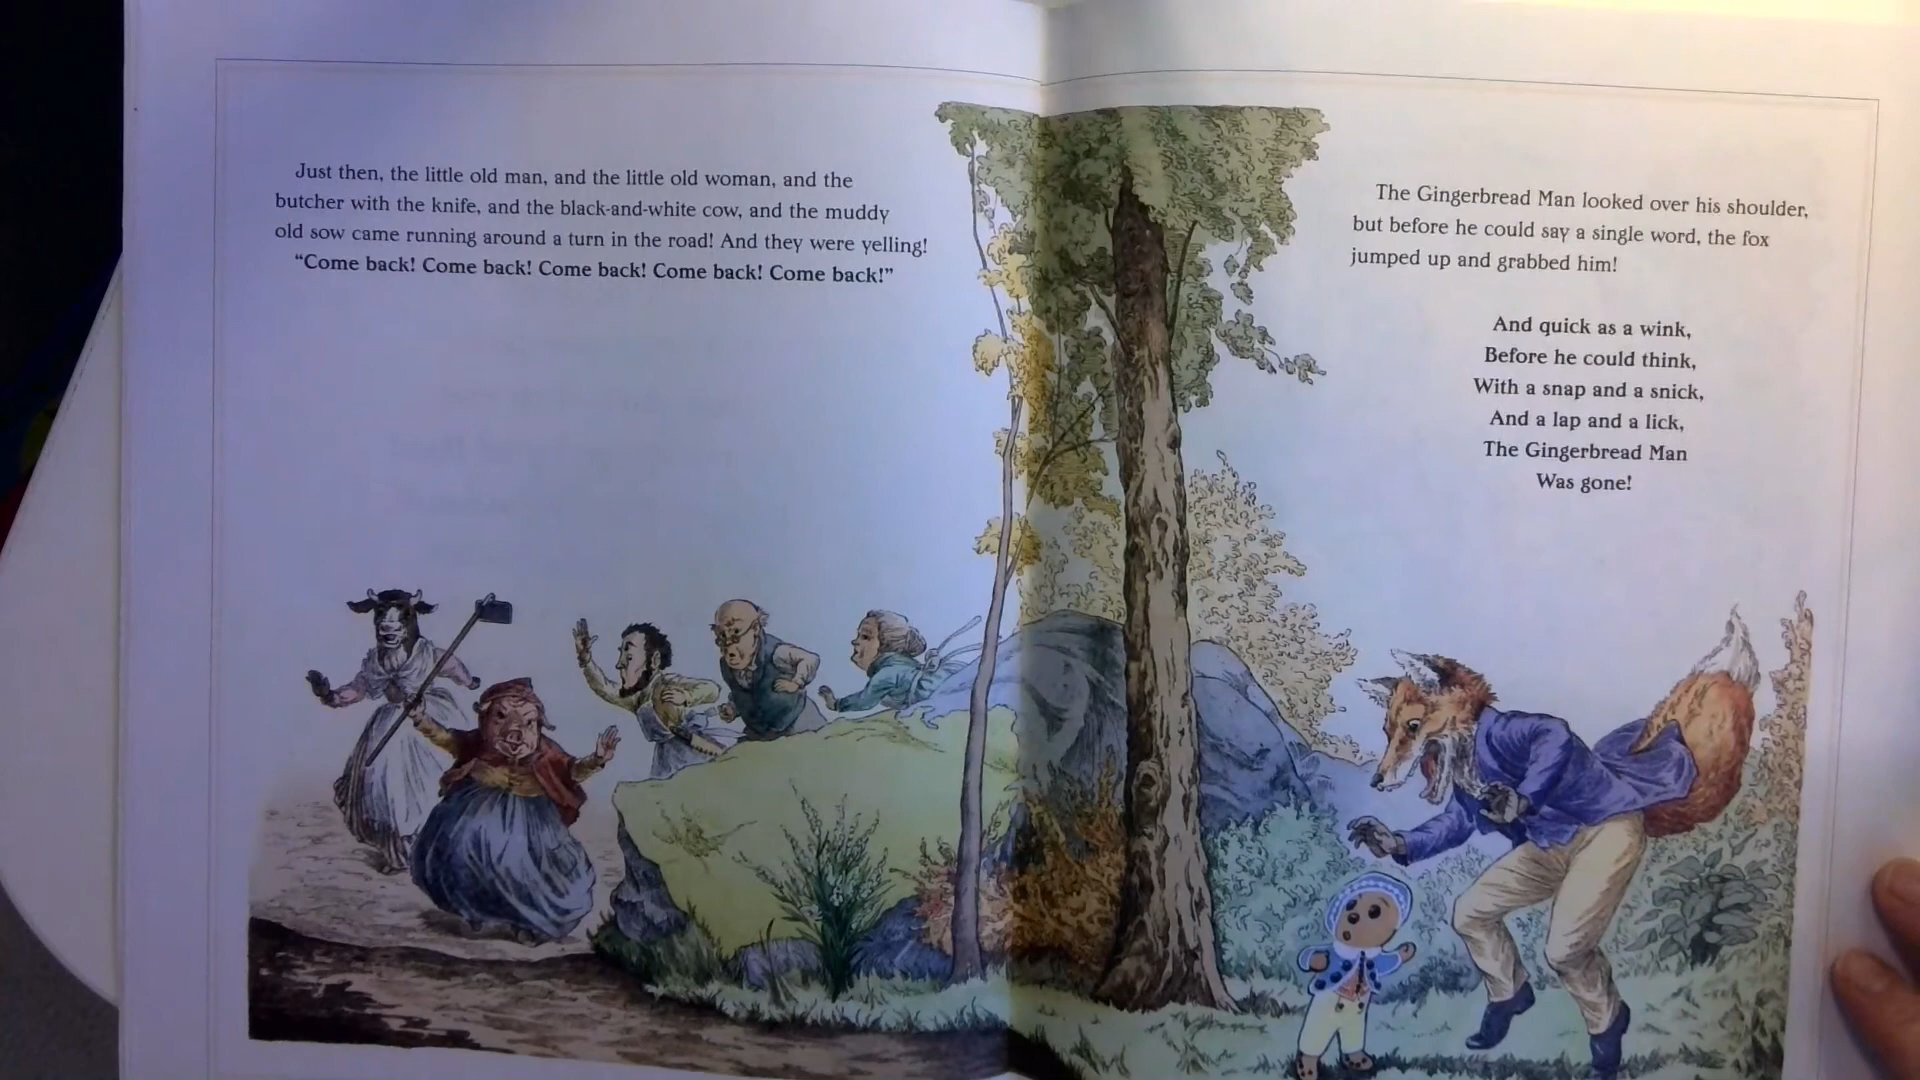 Just then, the little old man, and the little old woman, and the
butcher with the knife, and the black-and-white cow, and the muddy
old sow came running around a turn in the road! And they were yelling!
“Come back! Come back! Come back! Come back! Come back!”
The Gingerbread Man looked over his shoulder,
but before he could say a single word, the fox
jumped up and grabbed him!
And quick as a wink,
Before he could think,
With a snap and a snick,
And a lap and a lick,
The Gingerbread Man
Was gone!